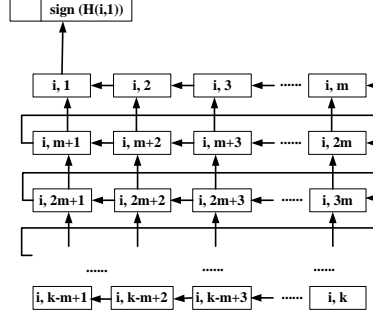 sign (H(i,1))
i, 1 i, 2 i, 3 ...... i, m
i, m+1 i, m+2 i, m+3 ...... i, 2m
i, 2m+1 i, 2m+2 i, 2m+3 ...... i, 3m
...... ...... ......
i, k-m+1 i, k-m+2 i, k-m+3 ...... i, k